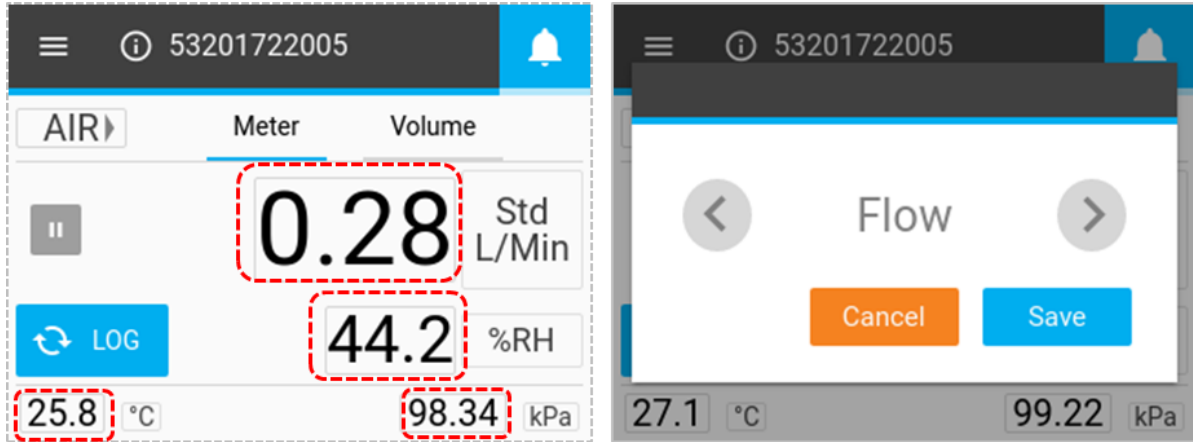 53201722005
AIR
Meter
Volume
0.28
Std
L/Min
LOG
44.2
%RH
25.8
°C
98.34
kPa
53201722005
Flow
Cancel
Save
27.1
°C
99.22
kPa